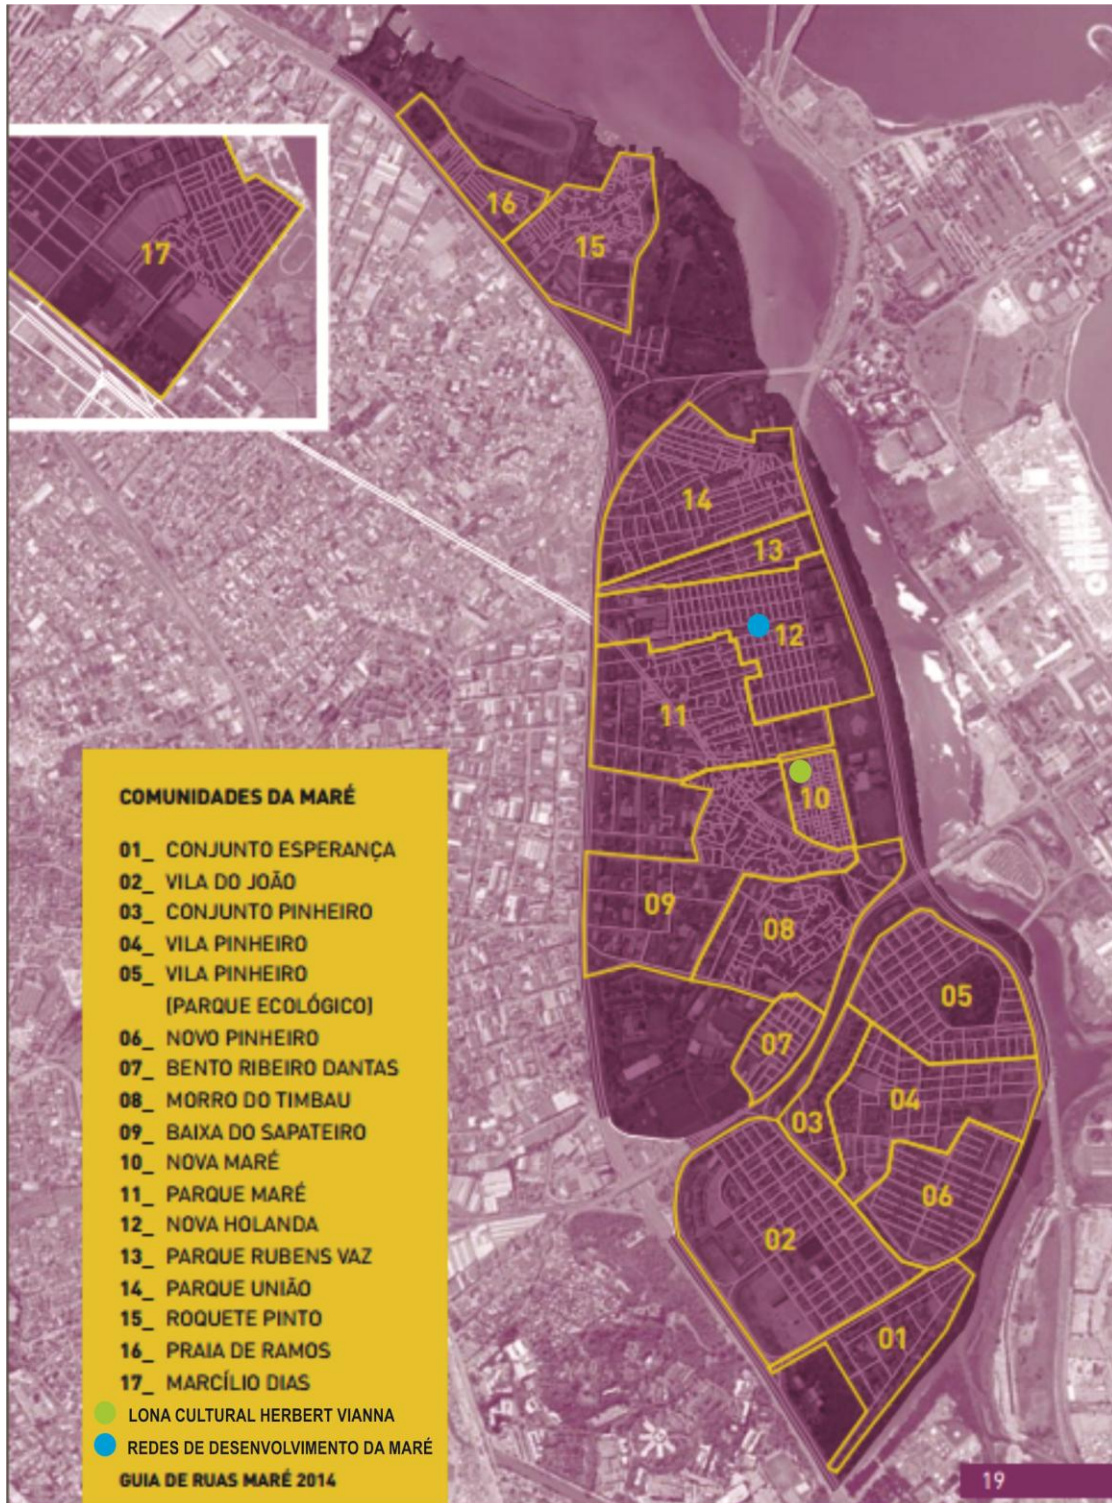 16
15
17
14
13
12
11
10
09
08
05
07
04
03
06
02
01
COMUNIDADES DA MARÉ
01_ CONJUNTO ESPERANÇA
02_ VILA DO JOÃO
03_ CONJUNTO PINHEIRO
04_ VILA PINHEIRO
05_ VILA PINHEIRO
(PARQUE ECOLÓGICO)
06_ NOVO PINHEIRO
07_ BENTO RIBEIRO DANTAS
08_ MORRO DO TIMBAU
09_ BAIXA DO SAPATEIRO
10_ NOVA MARÉ
11_ PARQUE MARÉ
12_ NOVA HOLANDA
13_ PARQUE RUBENS VAZ
14_ PARQUE UNIÃO
15_ ROQUETE PINTO
16_ PRAIA DE RAMOS
17_ MARCÍLIO DIAS
LONA CULTURAL HERBERT VIANNA
REDES DE DESENVOLVIMENTO DA MARÉ
GUIA DE RUAS MARÉ 2014
19